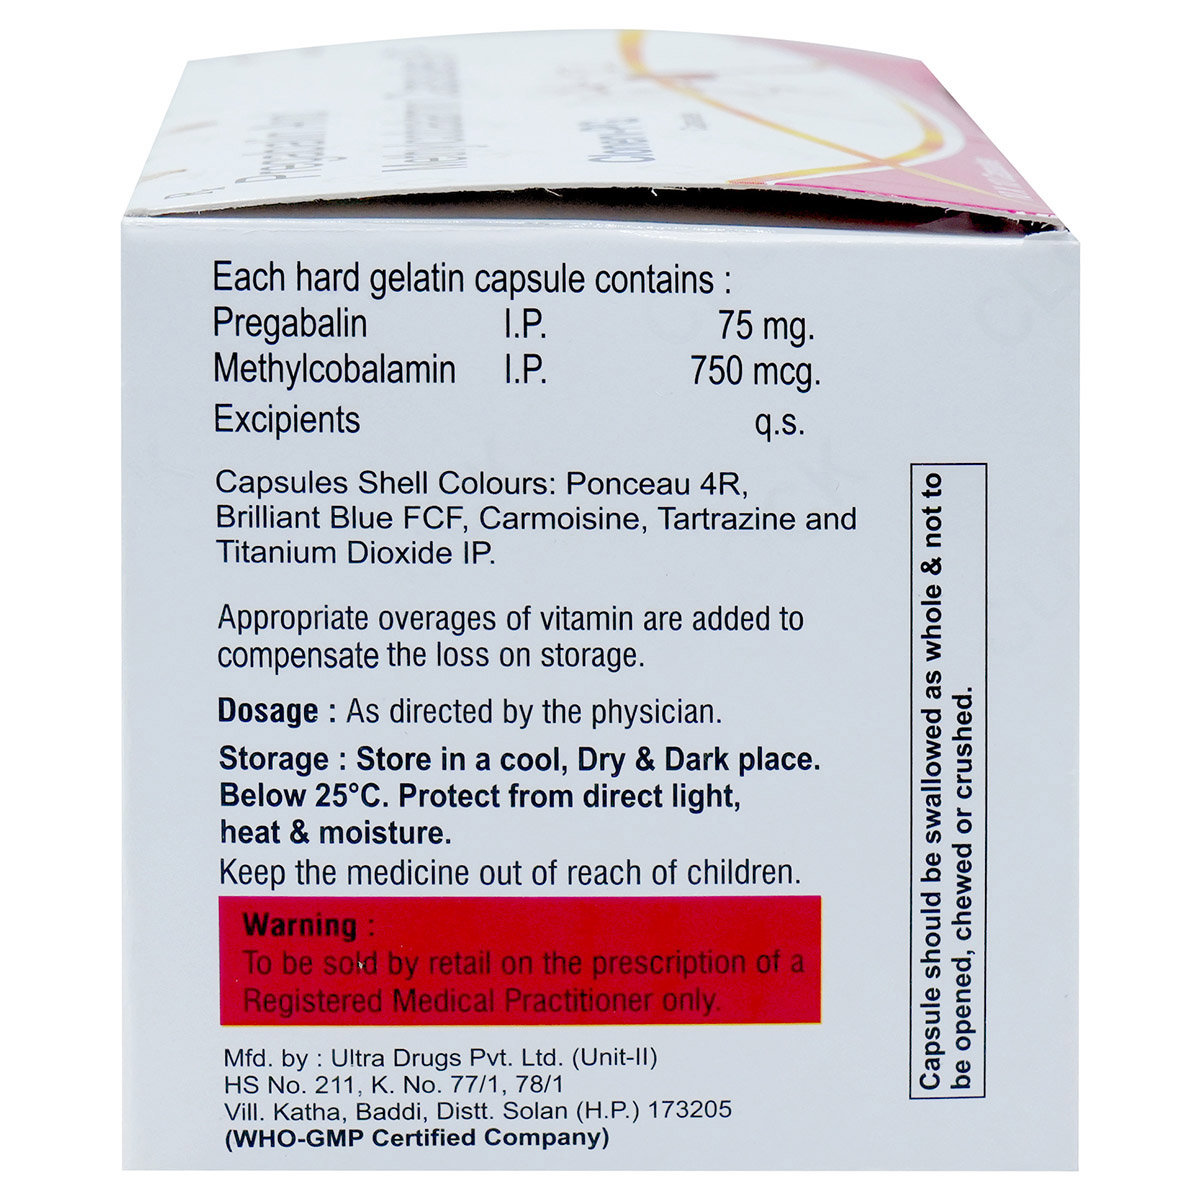 Pregabalin And
Methylcobalamin Capsules
Each hard gelatin capsule contains :
Pregabalin I.P. 75 mg.
Methylcobalamin I.P. 750 mcg.
Excipients q.s.
Capsules Shell Colours: Ponceau 4R,
Brilliant Blue FCF, Carmoisine, Tartrazine and
Titanium Dioxide IP.
Appropriate overages of vitamin are added to
compensate the loss on storage.
Dosage : As directed by the physician.
Storage : Store in a cool, Dry & Dark place.
Below 25°C. Protect from direct light,
heat & moisture.
Keep the medicine out of reach of children.
Warning :
To be sold by retail on the prescription of a
Registered Medical Practitioner only.
Mfd. by : Ultra Drugs Pvt. Ltd. (Unit-II)
HS No. 211, K. No. 77/1, 78/1
Vill. Katha, Baddi, Distt. Solan (H.P.) 173205
(WHO-GMP Certified Company)
Capsule should be swallowed as whole & not to
be opened, chewed or crushed.